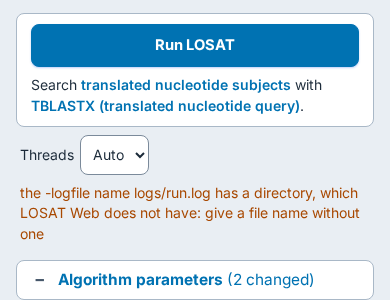 Run LOSAT
Search translated nucleotide subjects with
TBLASTX (translated nucleotide query).
Threads Auto
the -logfile name logs/run.log has a directory, which
LOSAT Web does not have: give a file name without
one
− Algorithm parameters (2 changed)